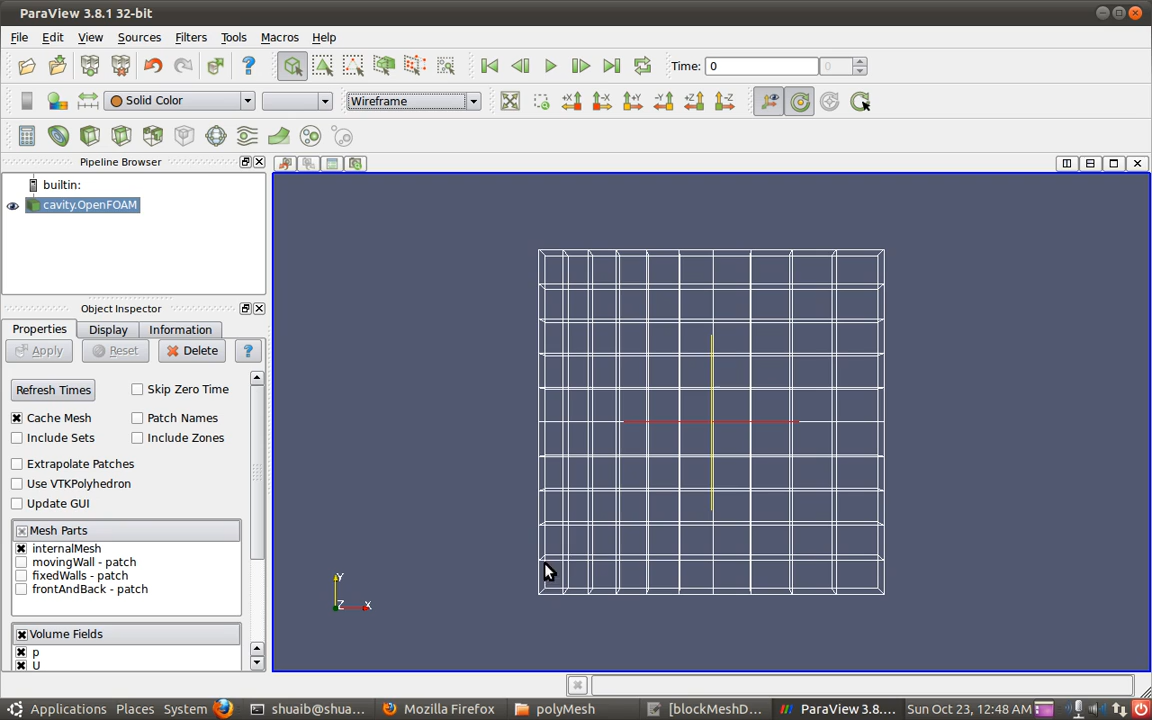 ParaView 3.8.1 32-bit
File Edit View Sources Filters Tools Macros Help
Time: 0 0
Solid Color Wireframe
+X -X +Y -Y +Z -Z
Pipeline Browser
builtin:
cavity.OpenFOAM
Object Inspector
Properties Display Information
Apply Reset Delete ?
Refresh Times Skip Zero Time
Cache Mesh Patch Names
Include Sets Include Zones
Extrapolate Patches
Use VTKPolyhedron
Update GUI
Mesh Parts
internalMesh
movingWall - patch
fixedWalls - patch
frontAndBack - patch
Volume Fields
p
U
Y
Z X
Applications Places System shuaib@shua... Mozilla Firefox polyMesh [blockMeshD... ParaView 3.8.... Sun Oct 23, 12:48 AM